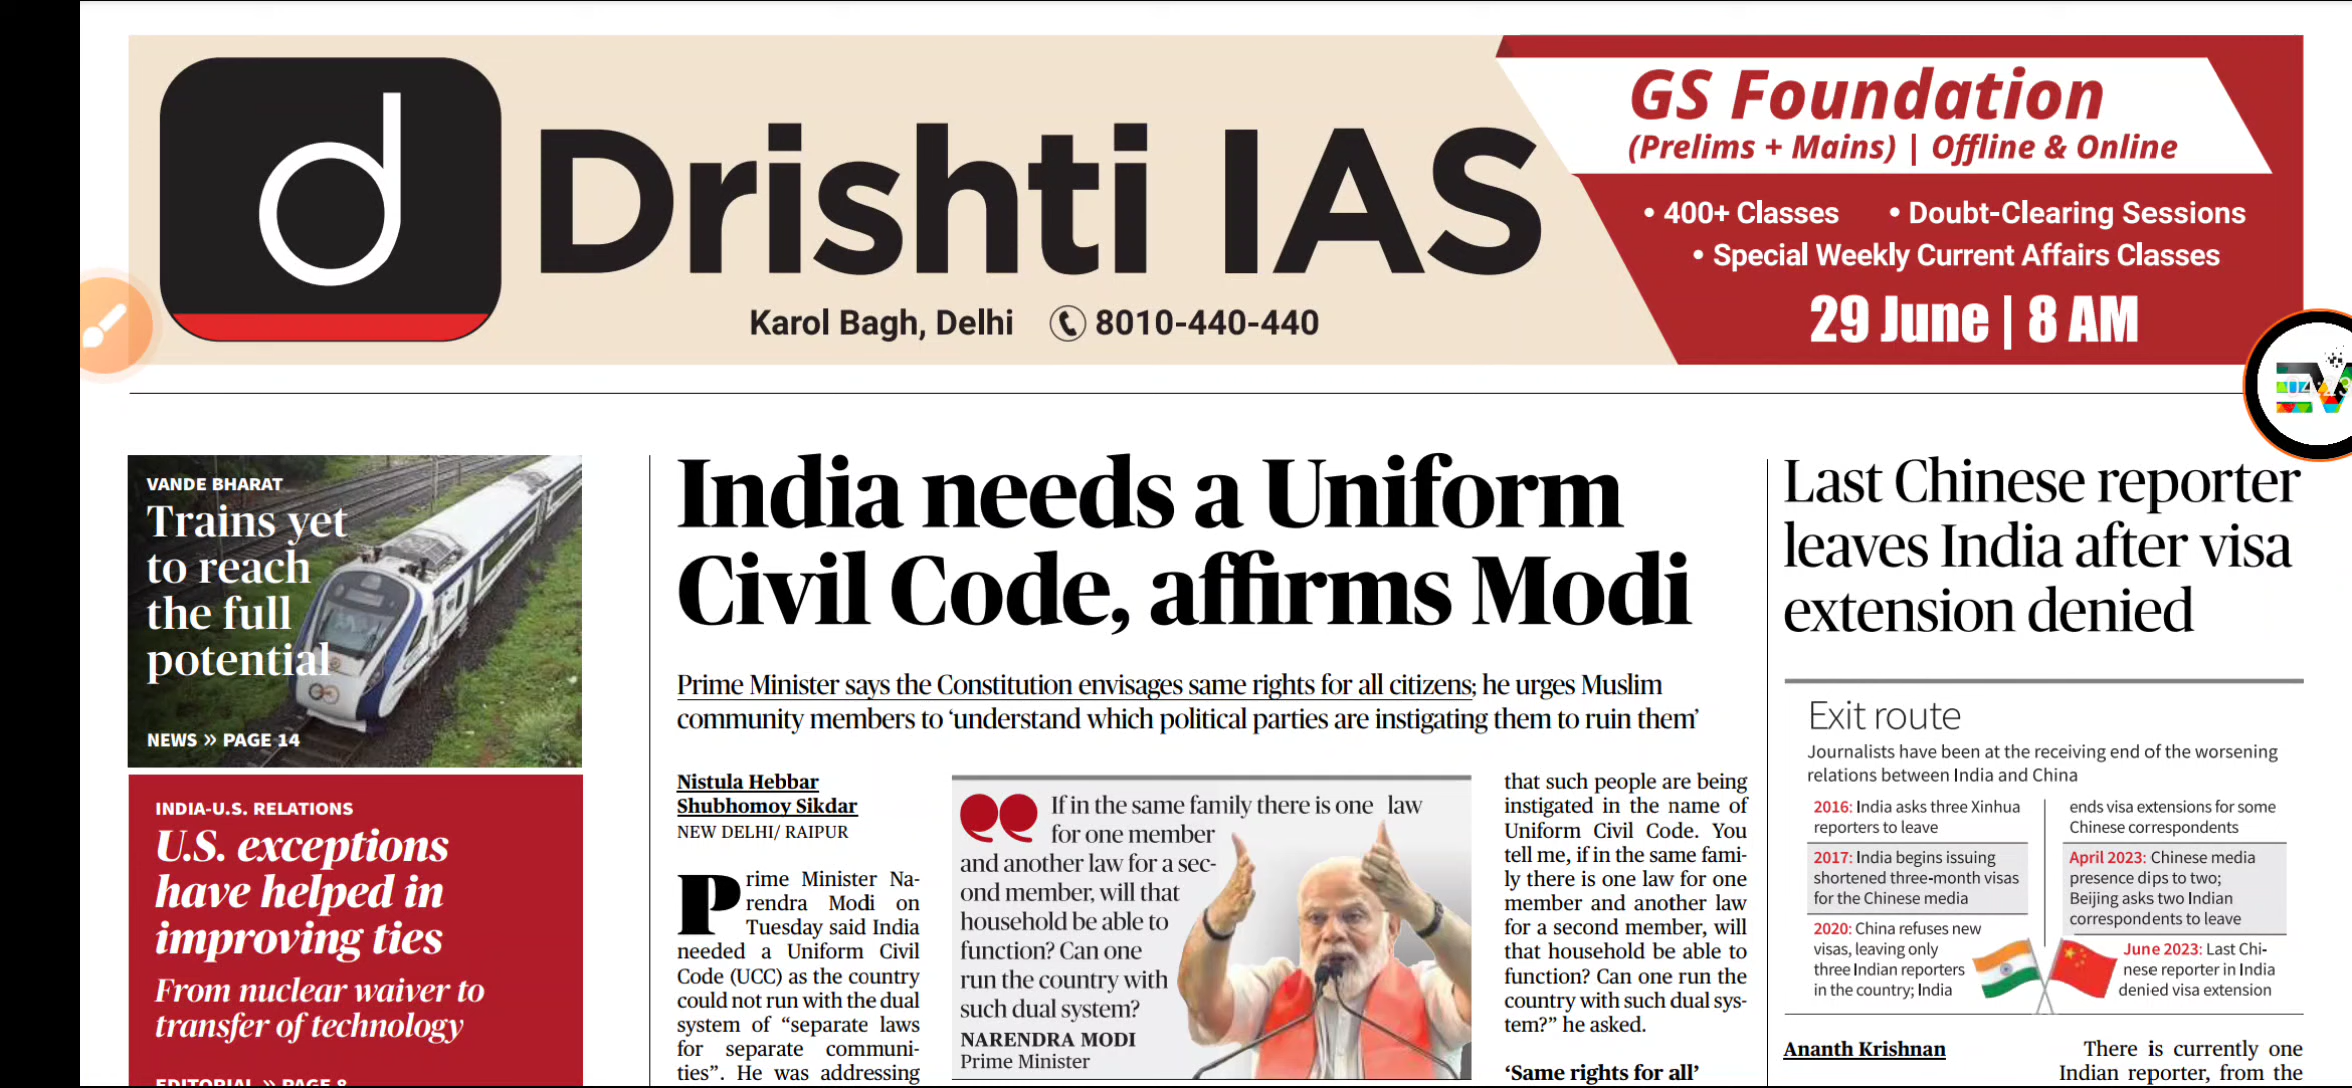 d
Drishti IAS
Karol Bagh, Delhi 8010-440-440
GS Foundation
(Prelims + Mains) | Offline & Online
• 400+ Classes • Doubt-Clearing Sessions
• Special Weekly Current Affairs Classes
29 June | 8 AM
VANDE BHARAT
Trains yet
to reach
the full
potential
NEWS » PAGE 14
INDIA-U.S. RELATIONS
U.S. exceptions
have helped in
improving ties
From nuclear waiver to
transfer of technology
EDITORIAL » PAGE 8
India needs a Uniform
Civil Code, affirms Modi
Prime Minister says the Constitution envisages same rights for all citizens; he urges Muslim
community members to ‘understand which political parties are instigating them to ruin them’
Nistula Hebbar
Shubhomoy Sikdar
NEW DELHI/ RAIPUR
Prime Minister Na-
rendra Modi on
Tuesday said India
needed a Uniform Civil
Code (UCC) as the country
could not run with the dual
system of “separate laws
for separate communi-
ties”. He was addressing
If in the same family there is one law
for one member
and another law for a sec-
ond member, will that
household be able to
function? Can one
run the country with
such dual system?
NARENDRA MODI
Prime Minister
that such people are being
instigated in the name of
Uniform Civil Code. You
tell me, if in the same fami-
ly there is one law for one
member and another law
for a second member, will
that household be able to
function? Can one run the
country with such dual sys-
tem?” he asked.
‘Same rights for all’
Last Chinese reporter
leaves India after visa
extension denied
Exit route
Journalists have been at the receiving end of the worsening
relations between India and China
2016: India asks three Xinhua
reporters to leave
2017: India begins issuing
shortened three-month visas
for the Chinese media
2020: China refuses new
visas, leaving only
three Indian reporters
in the country; India
ends visa extensions for some
Chinese correspondents
April 2023: Chinese media
presence dips to two;
Beijing asks two Indian
correspondents to leave
June 2023: Last Chi-
nese reporter in India
denied visa extension
Ananth Krishnan
There is currently one
Indian reporter, from the